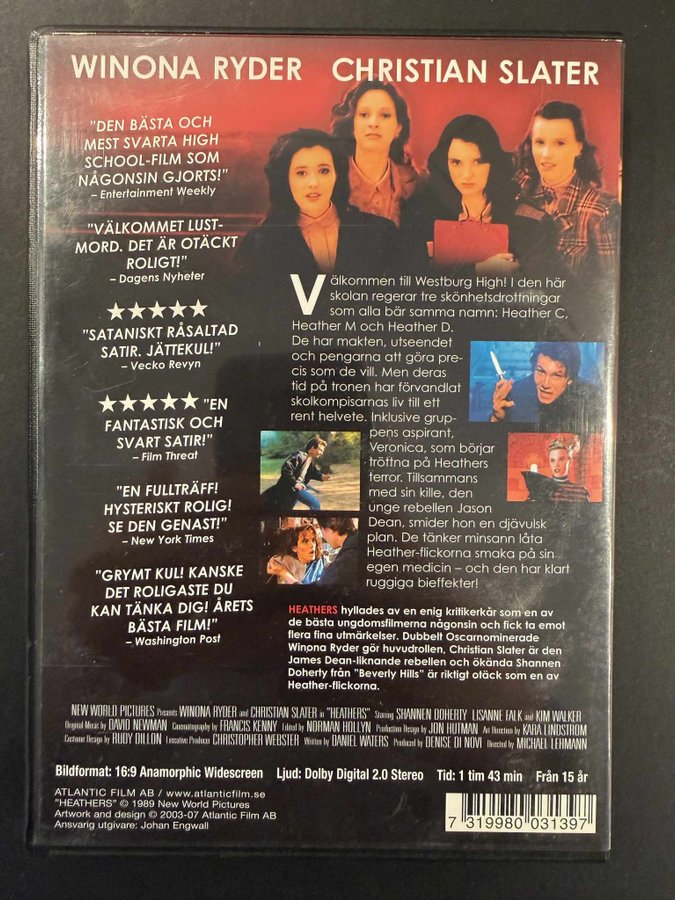 WINONA RYDER CHRISTIAN SLATER
"DEN BÄSTA OCH
MEST SVARTA HIGH
SCHOOL-FILM SOM
NÅGONSIN GJORTS!"
– Entertainment Weekly
"VÄLKOMMET LUST-
MORD. DET ÄR OTÄCKT
ROLIGT!"
– Dagens Nyheter
"SATANISKT RÅSALTAD
SATIR. JÄTTEKUL!"
– Vecko Revyn
"EN
FANTASTISK OCH
SVART SATIR!"
– Film Threat
"EN FULLTRÄFF!
HYSTERISKT ROLIG!
SE DEN GENAST!"
– New York Times
"GRYMT KUL! KANSKE
DET ROLIGASTE DU
KAN TÄNKA DIG! ÅRETS
BÄSTA FILM!"
– Washington Post
Välkommen till Westburg High! I den här
skolan regerar tre skönhetsdrottningar
som alla bär samma namn: Heather C,
Heather M och Heather D.
De har makten, utseendet
och pengarna att göra pre-
cis som de vill. Men deras
tid på tronen har förvandlat
skolkompisarnas liv till ett
rent helvete. Inklusive grup-
pens aspirant,
Veronica, som börjar
tröttna på Heathers
terror. Tillsammans
med sin kille, den
unge rebellen Jason
Dean, smider hon en djävulsk
plan. De tänker minsann låta
Heather-flickorna smaka på sin
egen medicin – och den har klart
ruggiga bieffekter!
HEATHERS hyllades av en enig kritikerkår som en av
de bästa ungdomsfilmerna någonsin och fick ta emot
flera fina utmärkelser. Dubbelt Oscarnominerade
Winona Ryder gör huvudrollen, Christian Slater är den
James Dean-liknande rebellen och ökända Shannen
Doherty från "Beverly Hills" är riktigt otäck som en av
Heather-flickorna.
NEW WORLD PICTURES Presents WINONA RYDER and CHRISTIAN SLATER in "HEATHERS" Starring SHANNEN DOHERTY LISANNE FALK and KIM WALKER
Original Music by DAVID NEWMAN Cinematography by FRANCIS KENNY Edited by NORMAN HOLLYN Production Design by JON HUTMAN Art Direction by KARA LINDSTROM
Costume Design by RUDY DILLON Executive Producer CHRISTOPHER WEBSTER Written by DANIEL WATERS Produced by DENISE DI NOVI Directed by MICHAEL LEHMANN
Bildformat: 16:9 Anamorphic Widescreen Ljud: Dolby Digital 2.0 Stereo Tid: 1 tim 43 min Från 15 år
ATLANTIC FILM AB / www.atlanticfilm.se
"HEATHERS" © 1989 New World Pictures
Artwork and design © 2003-07 Atlantic Film AB
Ansvarig utgivare: Johan Engwall
7 319980 031397